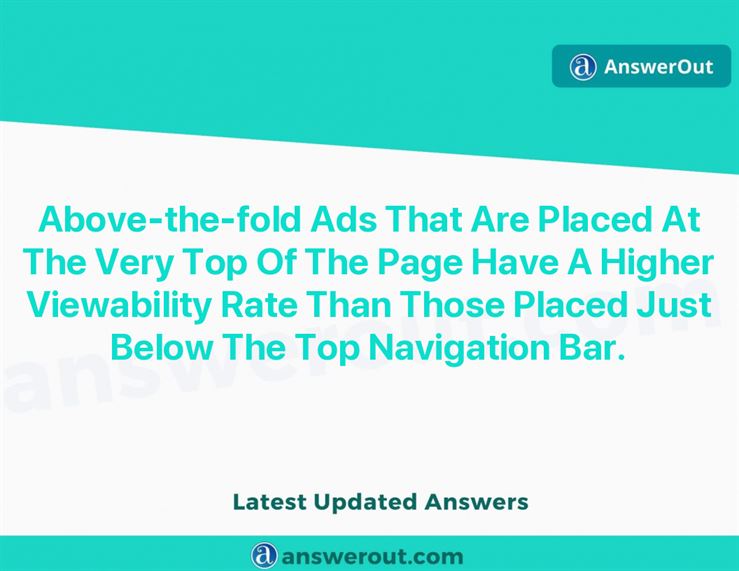 AnswerOut
Above-the-fold Ads That Are Placed At
The Very Top Of The Page Have A Higher
Viewability Rate Than Those Placed Just
Below The Top Navigation Bar.
answerout.com
Latest Updated Answers
answerout.com